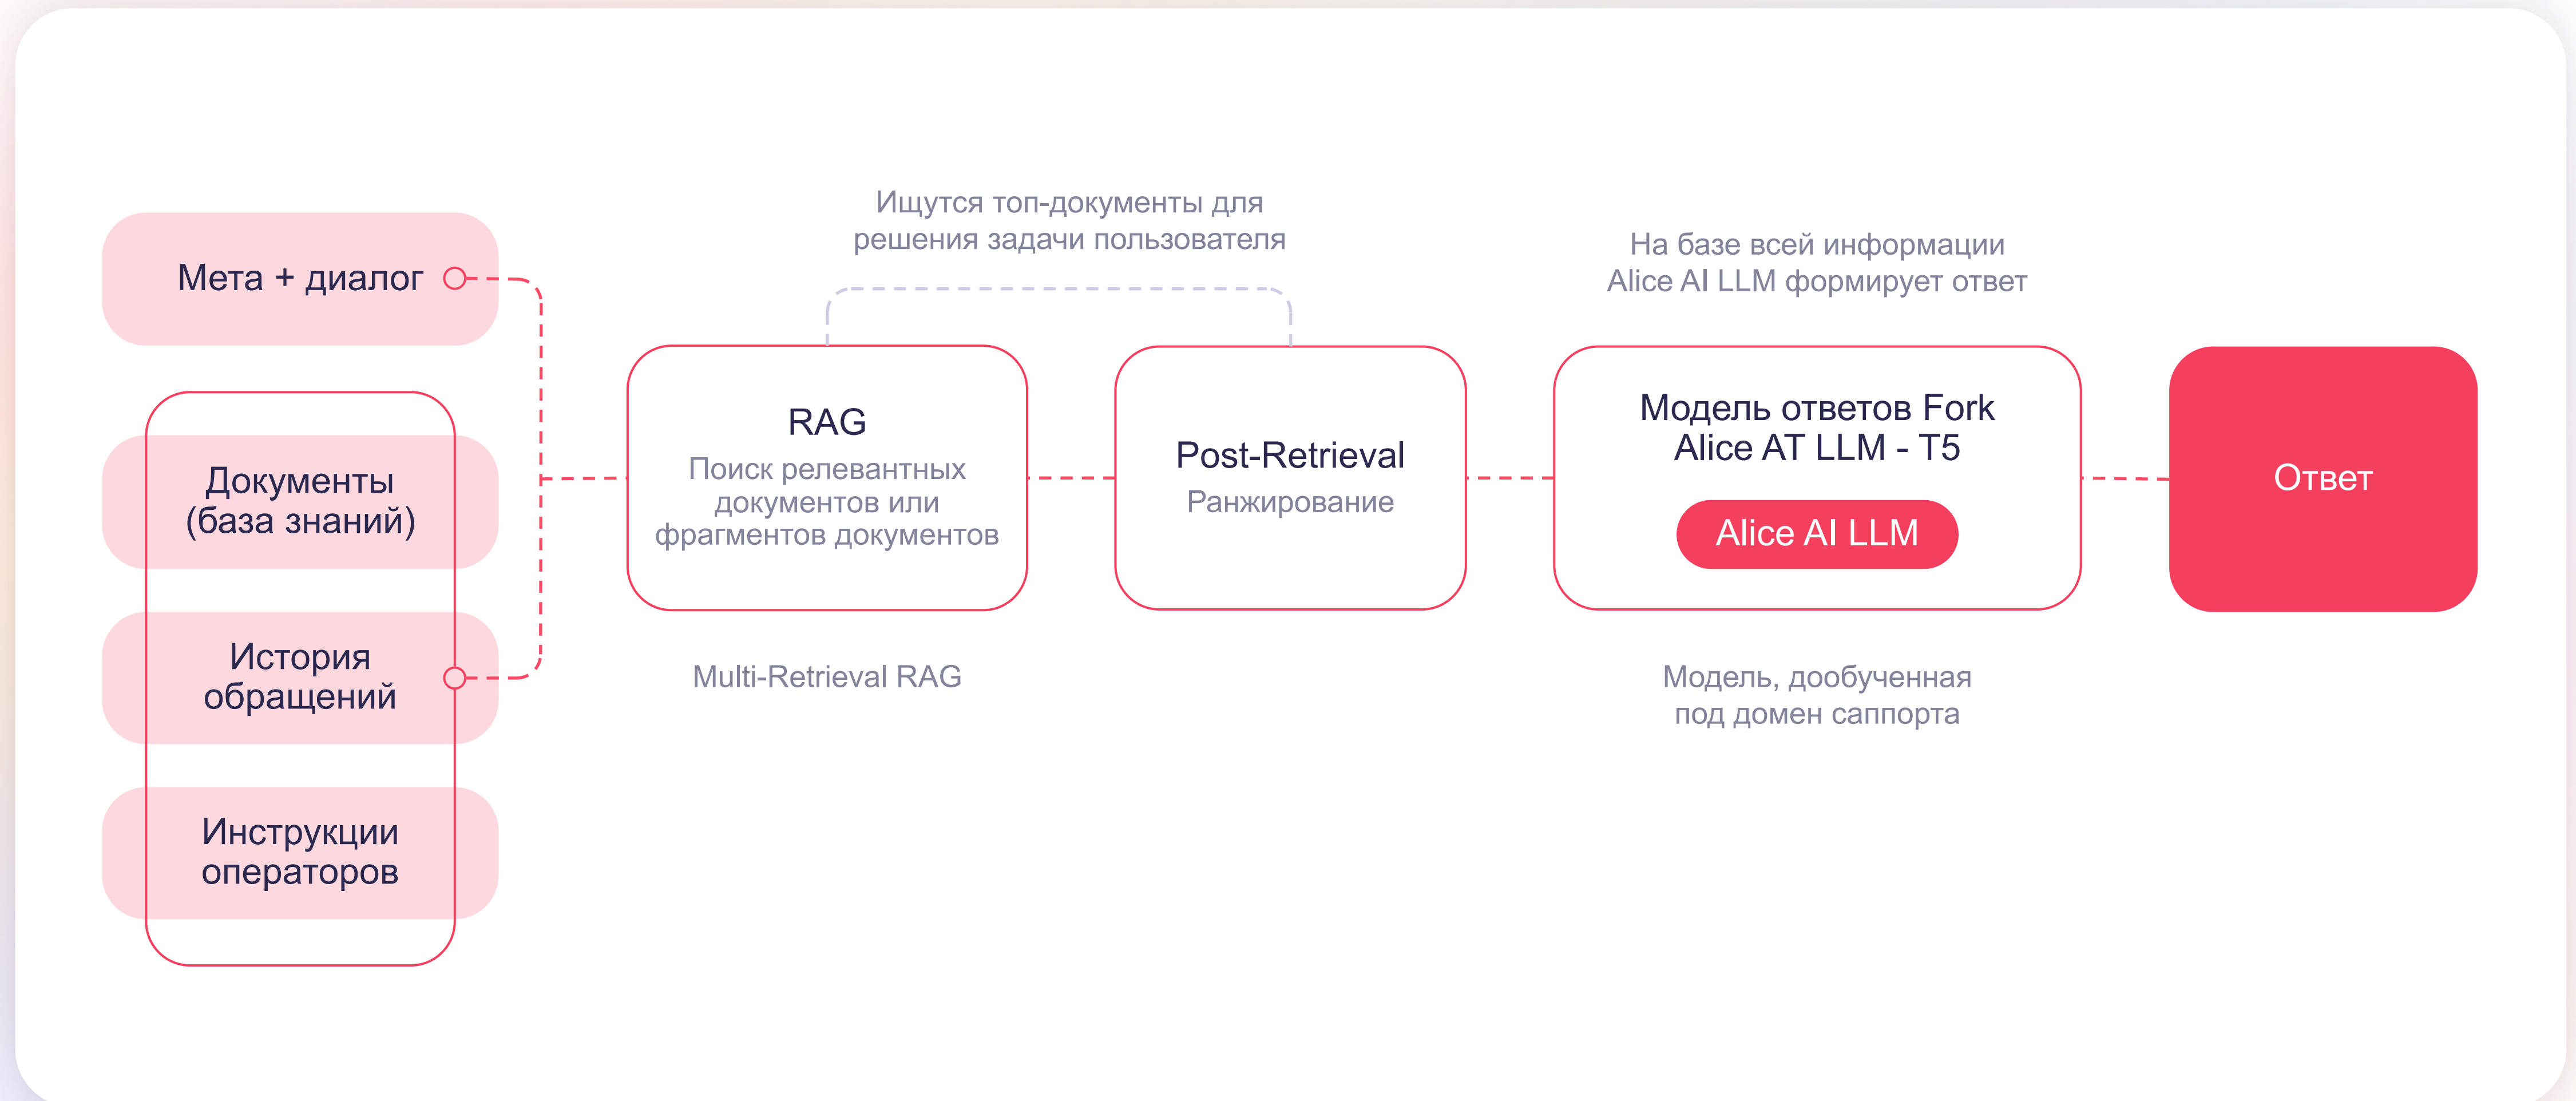 Мета + диалог
Документы
(база знаний)
История
обращений
Инструкции
операторов
Ищутся топ-документы для
решения задачи пользователя
RAG
Поиск релевантных
документов или
фрагментов документов
Multi-Retrieval RAG
Post-Retrieval
Ранжирование
На базе всей информации
Alice AI LLM формирует ответ
Модель ответов Fork
Alice AT LLM - T5
Alice AI LLM
Модель, дообученная
под домен саппорта
Ответ